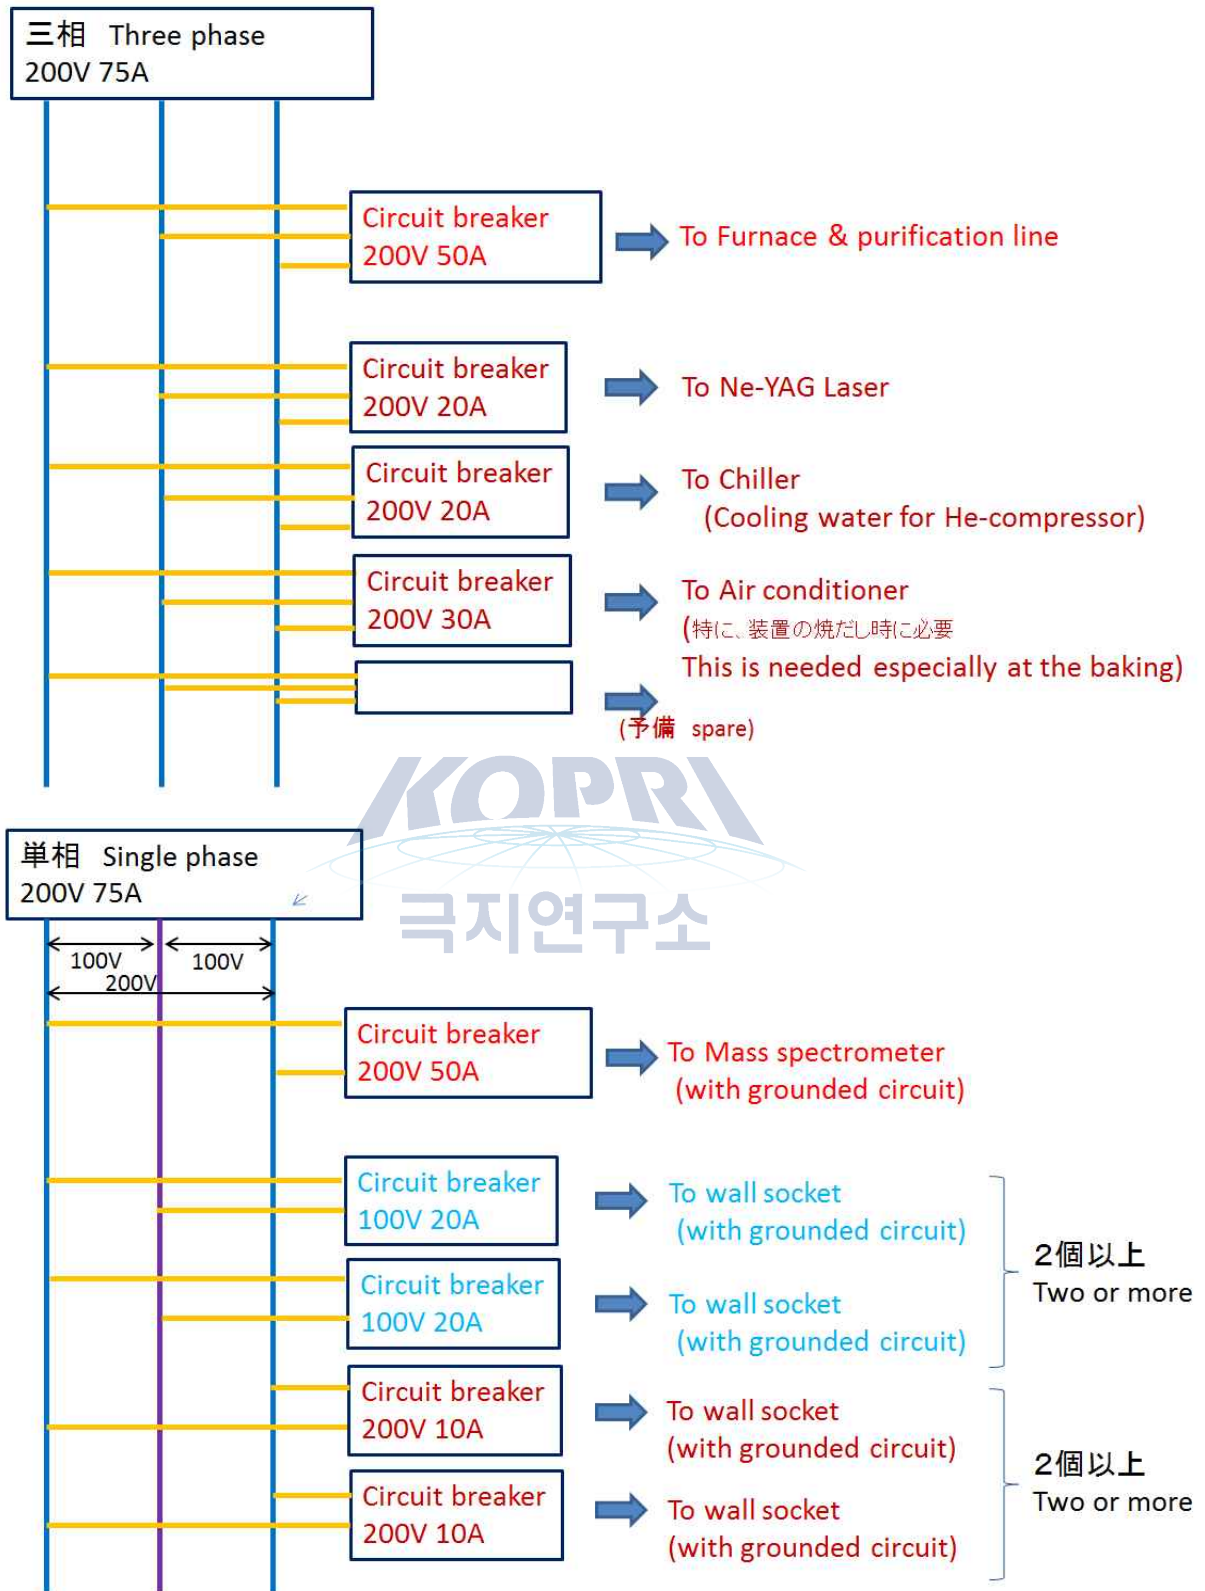 三相 Three phase
200V 75A
Circuit breaker
200V 50A
To Furnace & purification line
Circuit breaker
200V 20A
To Ne-YAG Laser
Circuit breaker
200V 20A
To Chiller
(Cooling water for He-compressor)
Circuit breaker
200V 30A
To Air conditioner
(特に、装置の焼だし時に必要
This is needed especially at the baking)
(予備 spare)
KOPRI
극지연구소
単相 Single phase
200V 75A
100V
100V
200V
Circuit breaker
200V 50A
To Mass spectrometer
(with grounded circuit)
Circuit breaker
100V 20A
To wall socket
(with grounded circuit)
Circuit breaker
100V 20A
To wall socket
(with grounded circuit)
2個以上
Two or more
Circuit breaker
200V 10A
To wall socket
(with grounded circuit)
Circuit breaker
200V 10A
To wall socket
(with grounded circuit)
2個以上
Two or more